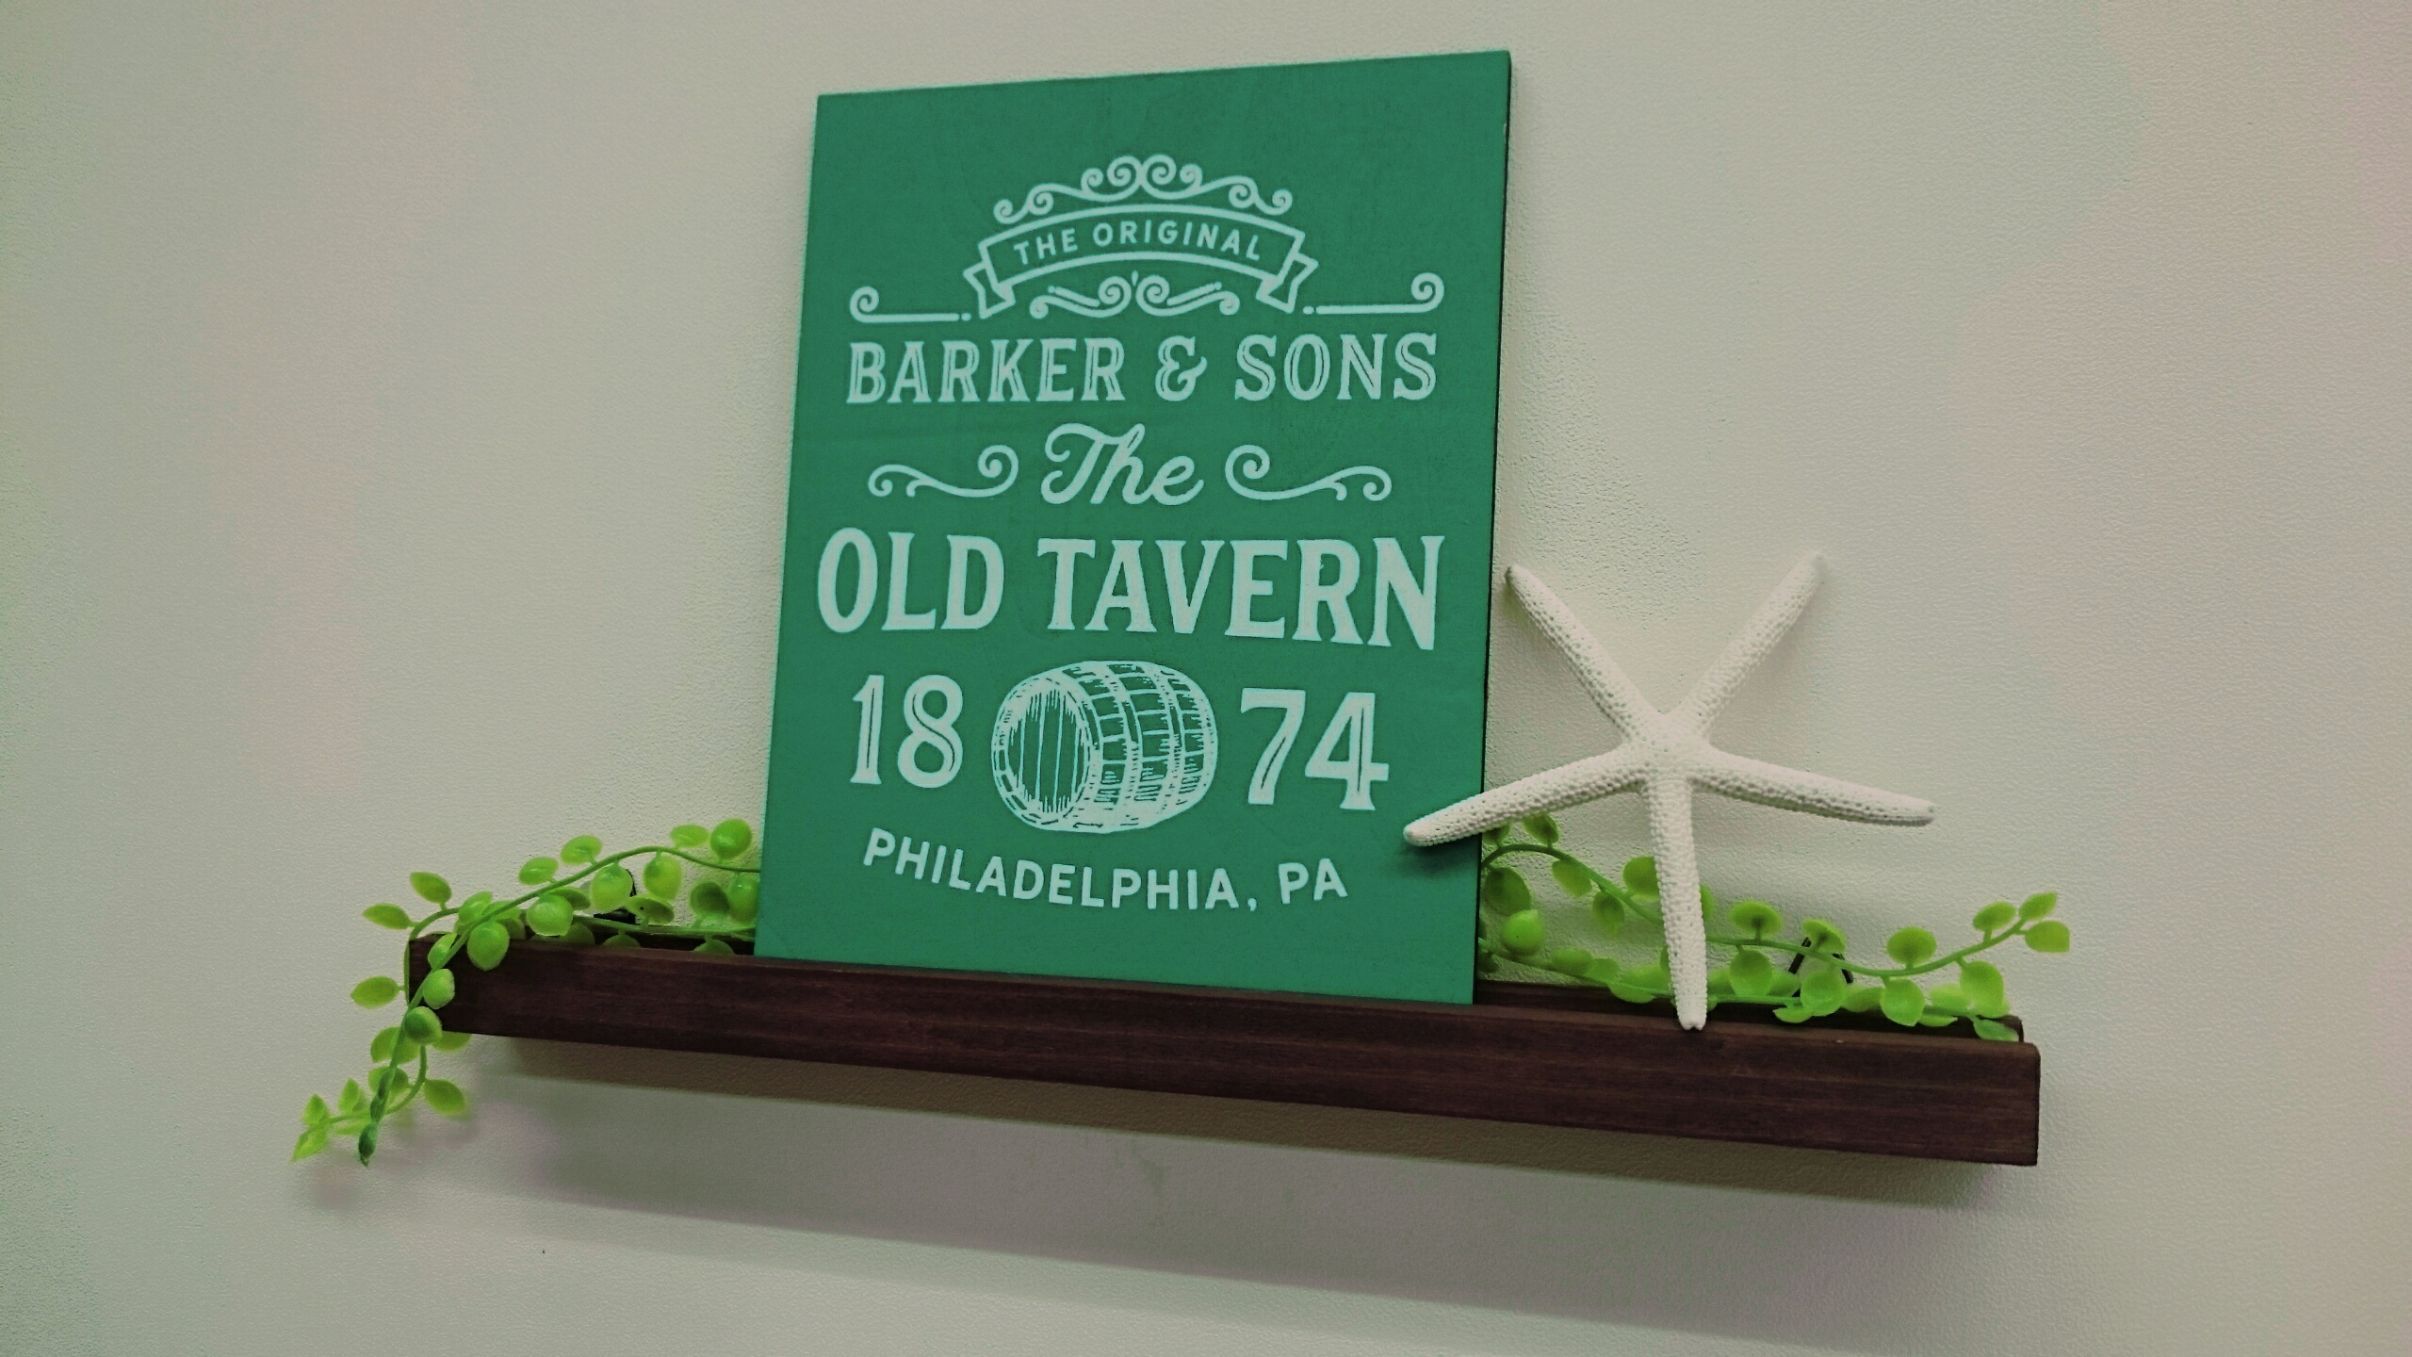 THE ORIGINAL
BARKER & SONS
The
OLD TAVERN
18 74
PHILADELPHIA, PA